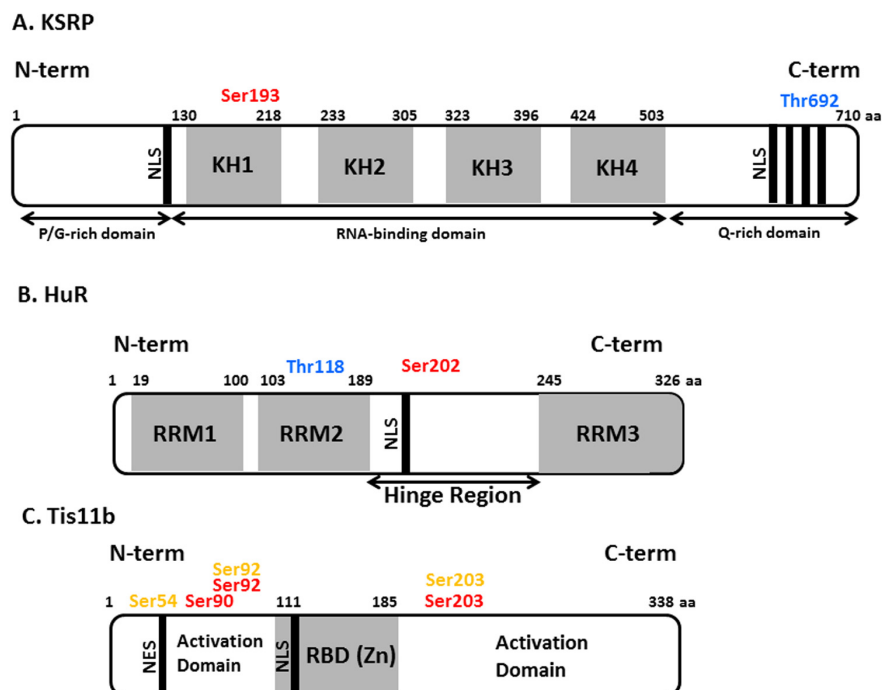 A. KSRP
N-term C-term
Ser193 Thr692
1 130 218 233 305 323 396 424 503 710 aa
NLS KH1 KH2 KH3 KH4 NLS
P/G-rich domain RNA-binding domain Q-rich domain
B. HuR
N-term C-term
Thr118 Ser202
1 19 100 103 189 245 326 aa
RRM1 RRM2 NLS RRM3
Hinge Region
C. Tis11b
N-term C-term
Ser92 Ser203
Ser92
1 Ser54 Ser90 111 185 Ser203 338 aa
NES Activation Domain NLS RBD (Zn) Activation Domain